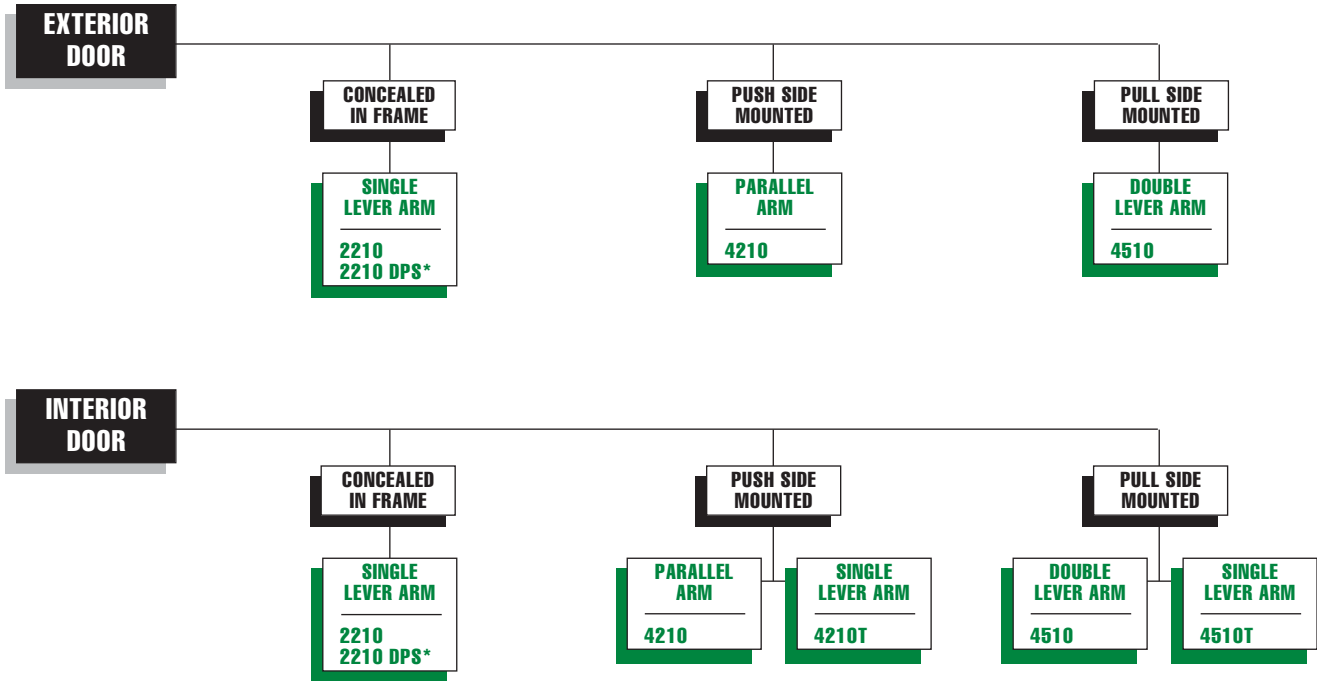 EXTERIOR
DOOR
CONCEALED
IN FRAME
PUSH SIDE
MOUNTED
PULL SIDE
MOUNTED
SINGLE
LEVER ARM
2210
2210 DPS*
PARALLEL
ARM
4210
DOUBLE
LEVER ARM
4510
INTERIOR
DOOR
CONCEALED
IN FRAME
PUSH SIDE
MOUNTED
PULL SIDE
MOUNTED
SINGLE
LEVER ARM
2210
2210 DPS*
PARALLEL
ARM
4210
SINGLE
LEVER ARM
4210T
DOUBLE
LEVER ARM
4510
SINGLE
LEVER ARM
4510T